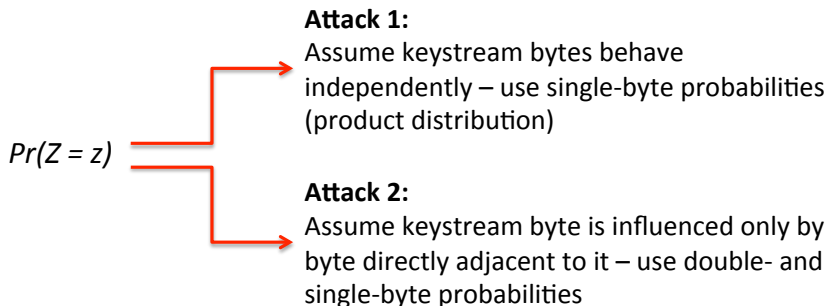 Attack 1:
Assume keystream bytes behave
independently – use single-byte probabilities
(product distribution)
Pr(Z = z)
Attack 2:
Assume keystream byte is influenced only by
byte directly adjacent to it – use double- and
single-byte probabilities